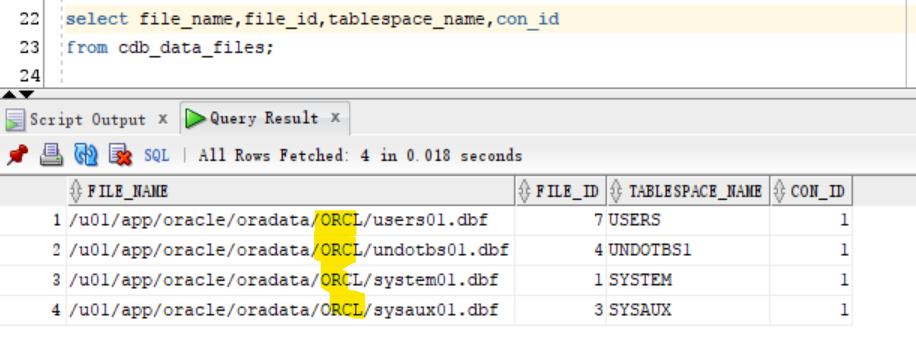 22 select file_name,file_id,tablespace_name,con_id
23 from cdb_data_files;
24
Script Output x Query Result x
SQL | All Rows Fetched: 4 in 0.018 seconds
FILE_NAME FILE_ID TABLESPACE_NAME CON_ID
1 /u01/app/oracle/oradata/ORCL/users01.dbf 7 USERS 1
2 /u01/app/oracle/oradata/ORCL/undotbs01.dbf 4 UNDOTBS1 1
3 /u01/app/oracle/oradata/ORCL/system01.dbf 1 SYSTEM 1
4 /u01/app/oracle/oradata/ORCL/sysaux01.dbf 3 SYSAUX 1